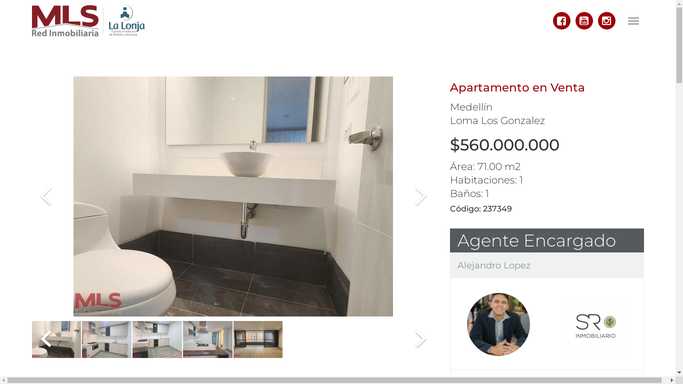 MLS
Red Inmobiliaria
La Lonja
Apartamento en Venta
Medellín
Loma Los Gonzalez
$560.000.000
Área: 71.00 m2
Habitaciones: 1
Baños: 1
Código: 237349
Agente Encargado
Alejandro Lopez
MLS
SR
INMOBILIARIO